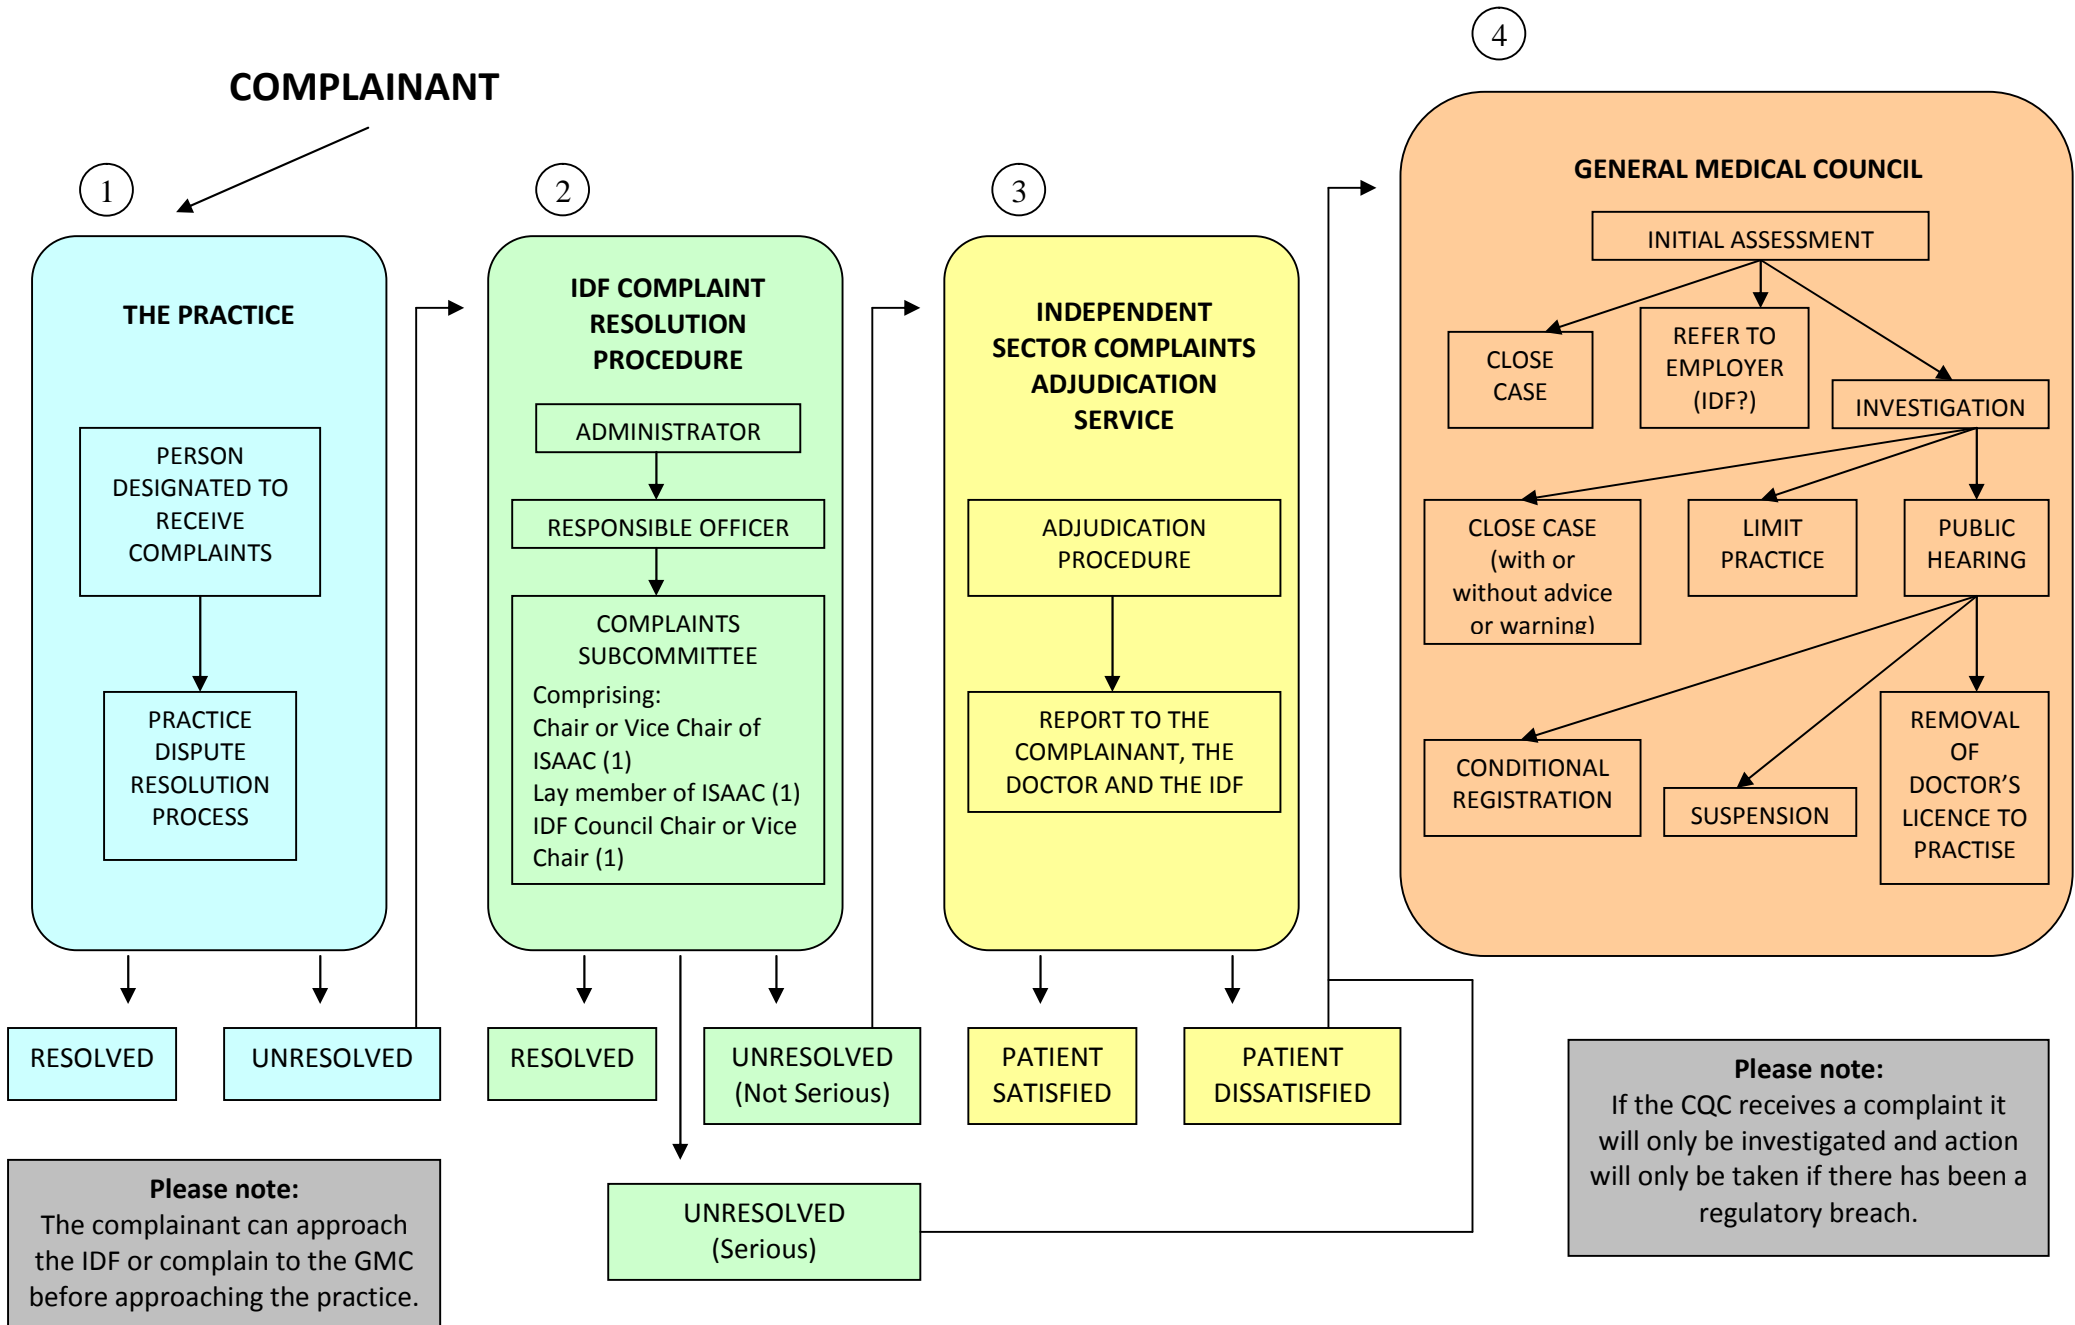 COMPLAINANT
1
THE PRACTICE
PERSON
DESIGNATED TO
RECEIVE
COMPLAINTS
PRACTICE
DISPUTE
RESOLUTION
PROCESS
RESOLVED
UNRESOLVED
Please note:
The complainant can approach
the IDF or complain to the GMC
before approaching the practice.
2
IDF COMPLAINT
RESOLUTION
PROCEDURE
ADMINISTRATOR
RESPONSIBLE OFFICER
COMPLAINTS
SUBCOMMITTEE
Comprising:
Chair or Vice Chair of
ISAAC (1)
Lay member of ISAAC (1)
IDF Council Chair or Vice
Chair (1)
RESOLVED
UNRESOLVED
(Not Serious)
UNRESOLVED
(Serious)
3
INDEPENDENT
SECTOR COMPLAINTS
ADJUDICATION
SERVICE
ADJUDICATION
PROCEDURE
REPORT TO THE
COMPLAINANT, THE
DOCTOR AND THE IDF
PATIENT
SATISFIED
PATIENT
DISSATISFIED
4
GENERAL MEDICAL COUNCIL
INITIAL ASSESSMENT
CLOSE
CASE
REFER TO
EMPLOYER
(IDF?)
INVESTIGATION
CLOSE CASE
(with or
without advice
or warning)
LIMIT
PRACTICE
PUBLIC
HEARING
CONDITIONAL
REGISTRATION
SUSPENSION
REMOVAL
OF
DOCTOR’S
LICENCE TO
PRACTISE
Please note:
If the CQC receives a complaint it
will only be investigated and action
will only be taken if there has been a
regulatory breach.